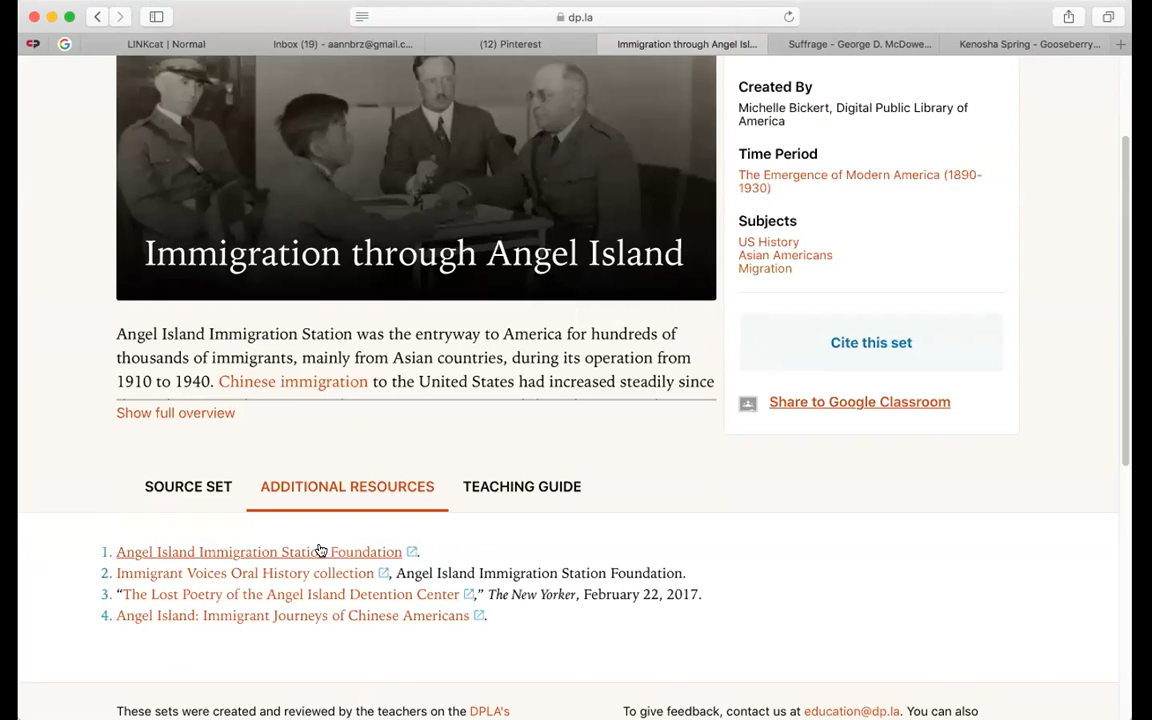 dp.la
LINKcat | Normal
Inbox (19) - aannbrz@gmail.c...
(12) Pinterest
Immigration through Angel Isl...
Suffrage - George D. McDowe...
Kenosha Spring - Gooseberry...
Immigration through Angel Island
Created By
Michelle Bickert, Digital Public Library of
America
Time Period
The Emergence of Modern America (1890-
1930)
Subjects
US History
Asian Americans
Migration
Cite this set
Share to Google Classroom
Angel Island Immigration Station was the entryway to America for hundreds of
thousands of immigrants, mainly from Asian countries, during its operation from
1910 to 1940. Chinese immigration to the United States had increased steadily since
Show full overview
SOURCE SET
ADDITIONAL RESOURCES
TEACHING GUIDE
1. Angel Island Immigration Station Foundation.
2. Immigrant Voices Oral History collection, Angel Island Immigration Station Foundation.
3. “The Lost Poetry of the Angel Island Detention Center,” The New Yorker, February 22, 2017.
4. Angel Island: Immigrant Journeys of Chinese Americans.
These sets were created and reviewed by the teachers on the DPLA's
To give feedback, contact us at education@dp.la. You can also